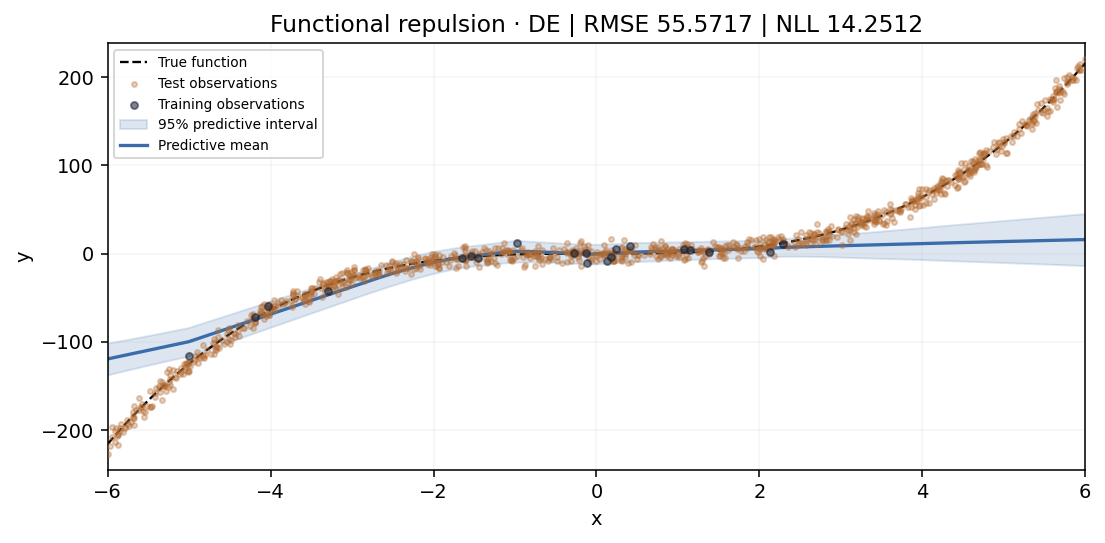 Functional repulsion · DE | RMSE 55.5717 | NLL 14.2512
True function
Test observations
Training observations
95% predictive interval
Predictive mean
200
100
0
−100
−200
y
−6
−4
−2
0
2
4
6
x